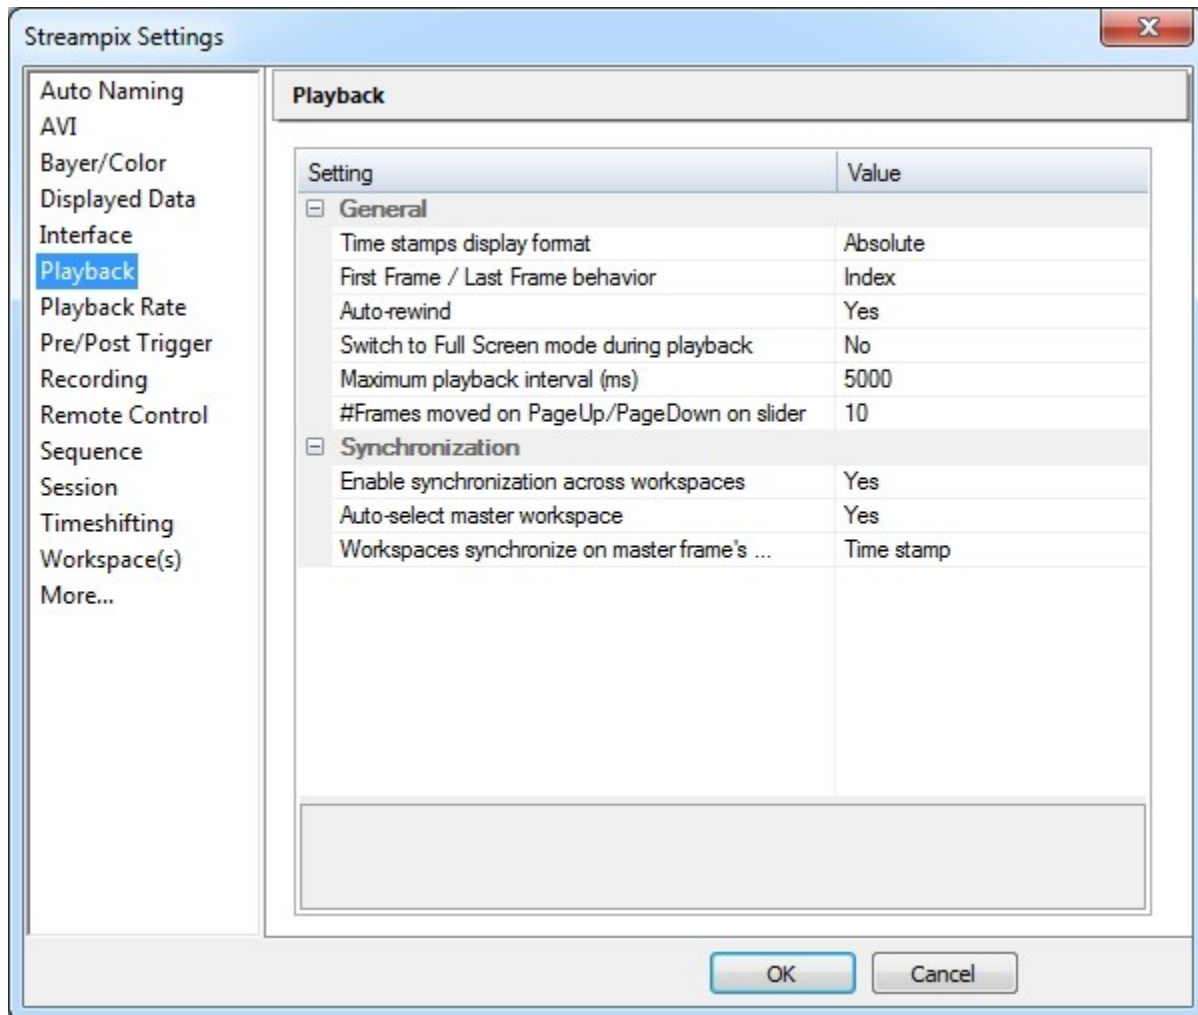 Streampix Settings
Auto Naming
AVI
Bayer/Color
Displayed Data
Interface
Playback
Playback Rate
Pre/Post Trigger
Recording
Remote Control
Sequence
Session
Timeshifting
Workspace(s)
More...
Playback
Setting Value
General
Time stamps display format Absolute
First Frame / Last Frame behavior Index
Auto-rewind Yes
Switch to Full Screen mode during playback No
Maximum playback interval (ms) 5000
#Frames moved on PageUp/PageDown on slider 10
Synchronization
Enable synchronization across workspaces Yes
Auto-select master workspace Yes
Workspaces synchronize on master frame's ... Time stamp
OK Cancel